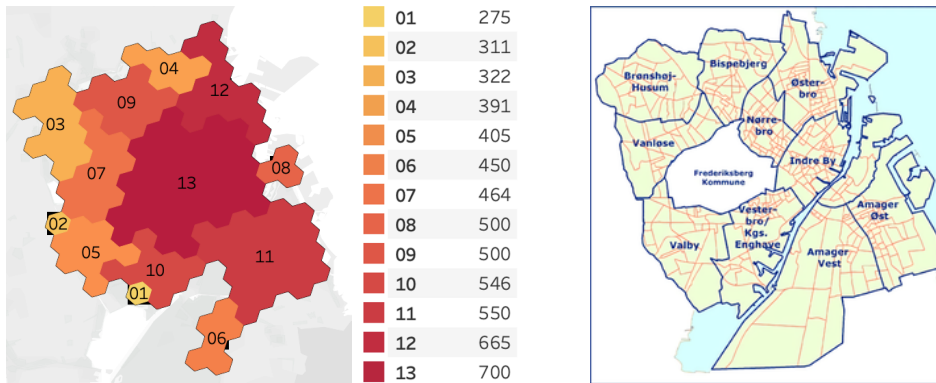 04
12
09
03
07
13
08
02
05
11
10
01
06
01 275
02 311
03 322
04 391
05 405
06 450
07 464
08 500
09 500
10 546
11 550
12 665
13 700
Brønshøj-
Husum
Bispebjerg
Øster-
bro
Nørre-
bro
Vanløse
Indre By
Frederiksberg
Kommune
Amager
Øst
Vester-
bro/
Kgs.
Enghave
Valby
Amager
Vest